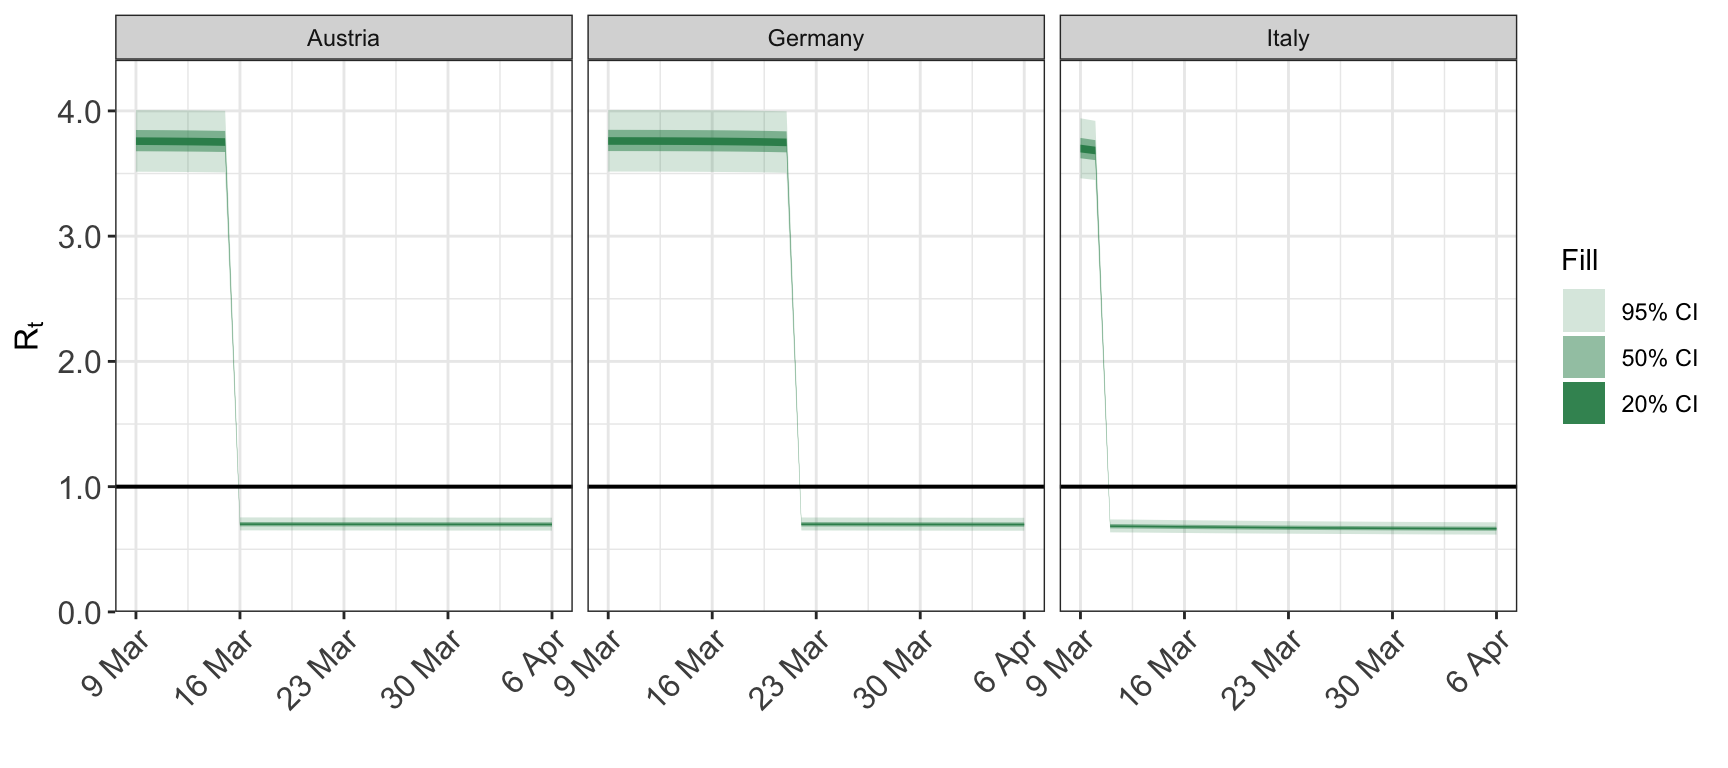 Austria
Germany
Italy
Rt
4.0
3.0
2.0
1.0
0.0
9 Mar
16 Mar
23 Mar
30 Mar
6 Apr
9 Mar
16 Mar
23 Mar
30 Mar
6 Apr
9 Mar
16 Mar
23 Mar
30 Mar
6 Apr
Fill
95% CI
50% CI
20% CI